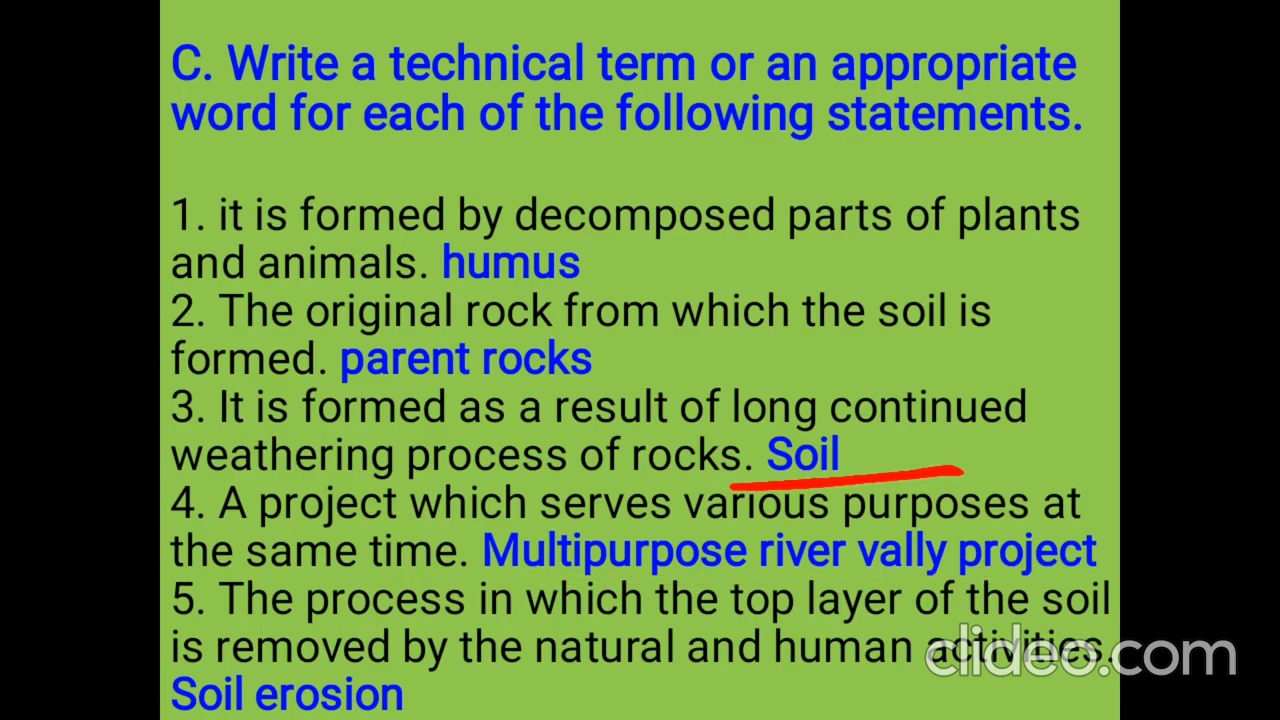 C. Write a technical term or an appropriate
word for each of the following statements.
1. it is formed by decomposed parts of plants
and animals. humus
2. The original rock from which the soil is
formed. parent rocks
3. It is formed as a result of long continued
weathering process of rocks. Soil
4. A project which serves various purposes at
the same time. Multipurpose river vally project
5. The process in which the top layer of the soil
is removed by the natural and human activities.
clideo.com
Soil erosion